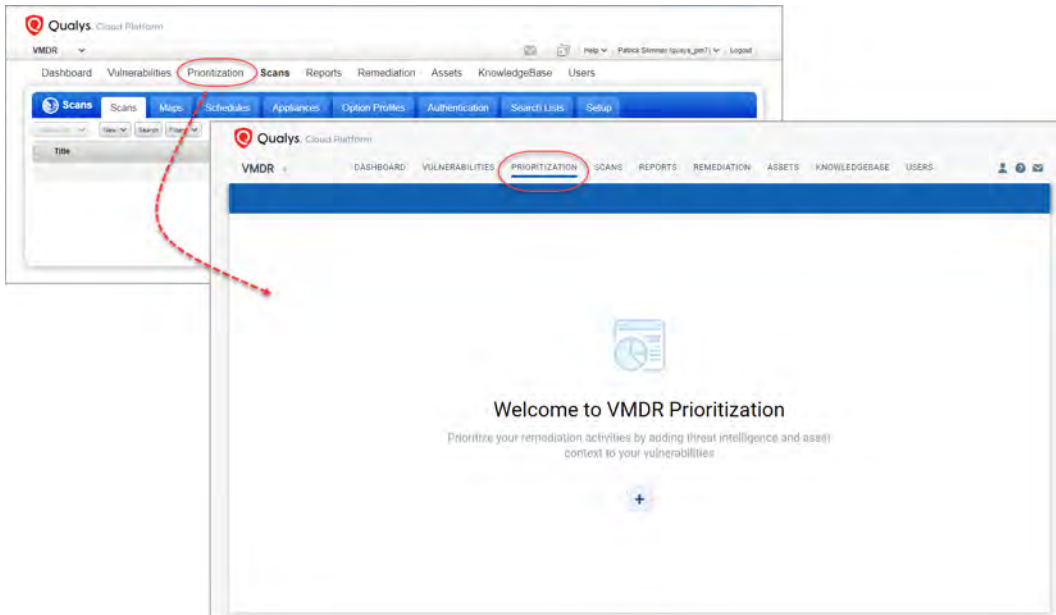 Qualys. Cloud Platform
VMDR
Help Patrick Slimmer Logout
Dashboard Vulnerabilities Prioritization Scans Reports Remediation Assets KnowledgeBase Users
Scans Scans Maps Schedules Appliances Option Profiles Authentication Search Lists Setup
New Search Filters
Title
Qualys. Cloud Platform
VMDR DASHBOARD VULNERABILITIES PRIORITIZATION SCANS REPORTS REMEDIATION ASSETS KNOWLEDGEBASE USERS
Welcome to VMDR Prioritization
Prioritize your remediation activities by adding threat intelligence and asset
context to your vulnerabilities